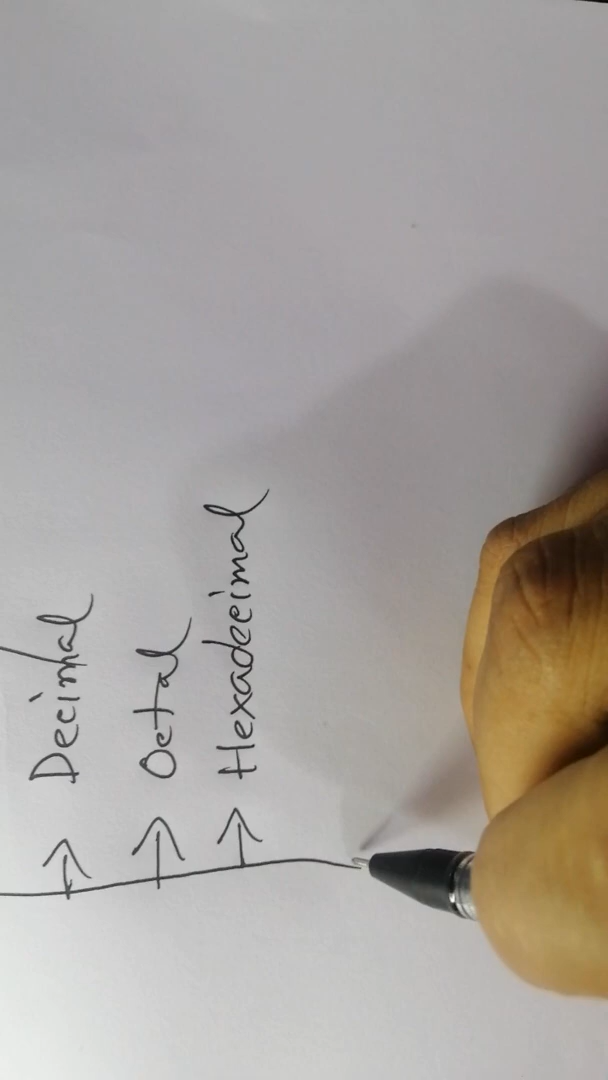 → Decimal
→ Octal
→ Hexadecimal